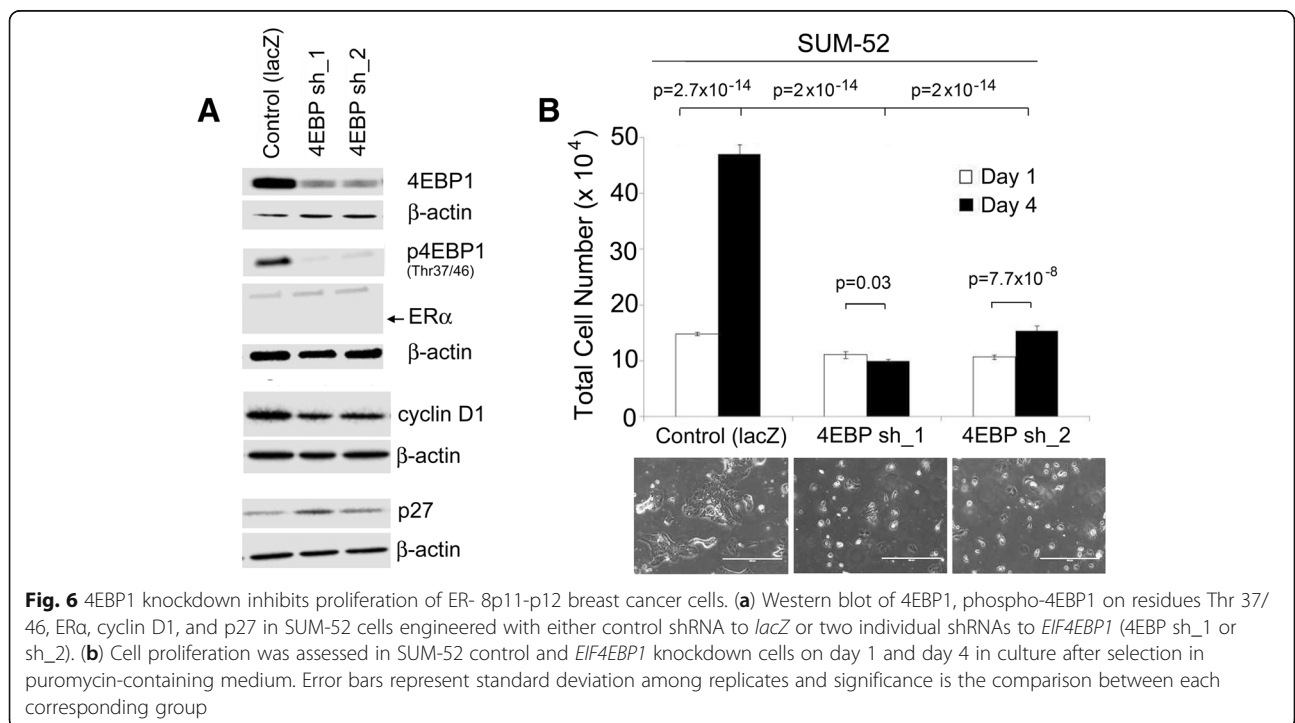 A
Control (lacZ)
4EBP sh_1
4EBP sh_2
4EBP1
β-actin
p4EBP1
(Thr37/46)
ERα
β-actin
cyclin D1
β-actin
p27
β-actin
B
SUM-52
p=2.7x10-14
p=2x10-14
p=2x10-14
Total Cell Number (x 10⁴)
50
40
30
20
10
0
Day 1
Day 4
p=0.03
p=7.7x10-8
Control (lacZ)
4EBP sh_1
4EBP sh_2
Fig. 6 4EBP1 knockdown inhibits proliferation of ER- 8p11-p12 breast cancer cells. (a) Western blot of 4EBP1, phospho-4EBP1 on residues Thr 37/
46, ERα, cyclin D1, and p27 in SUM-52 cells engineered with either control shRNA to lacZ or two individual shRNAs to EIF4EBP1 (4EBP sh_1 or
sh_2). (b) Cell proliferation was assessed in SUM-52 control and EIF4EBP1 knockdown cells on day 1 and day 4 in culture after selection in
puromycin-containing medium. Error bars represent standard deviation among replicates and significance is the comparison between each
corresponding group